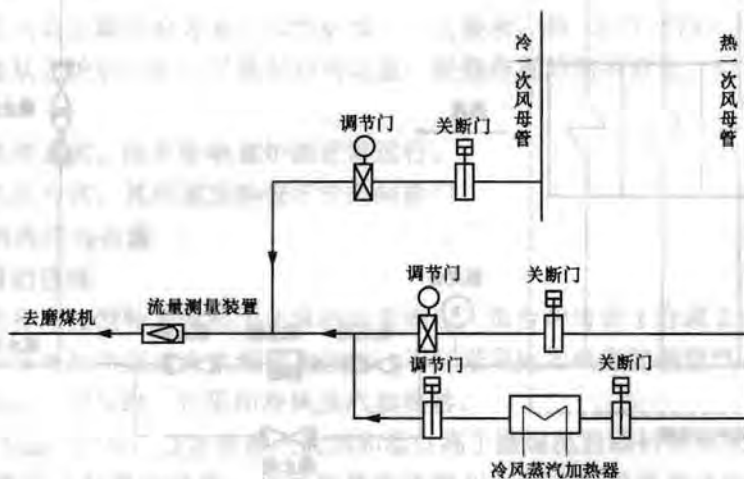 冷一次风母管
热一次风母管
调节门
关断门
调节门
关断门
流量测量装置
去磨煤机
调节门
关断门
冷风蒸汽加热器